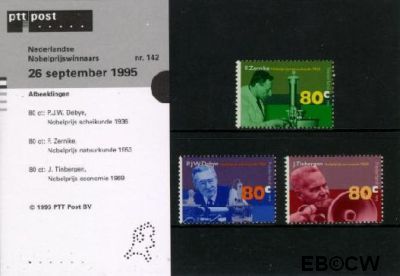 ptt post
Nederlandse
Nobelprijswinnaars nr. 142
26 september 1995
Afbeeldingen
80 ct: P.J.W. Debye,
Nobelprijs scheikunde 1936
80 ct: F. Zernike,
Nobelprijs natuurkunde 1953
80 ct: J. Tinbergen,
Nobelprijs economie 1969
© 1995 PTT Post BV
F. Zernike
80c
P.J.W. Debye
80c
J. Tinbergen
80c
EB©CW